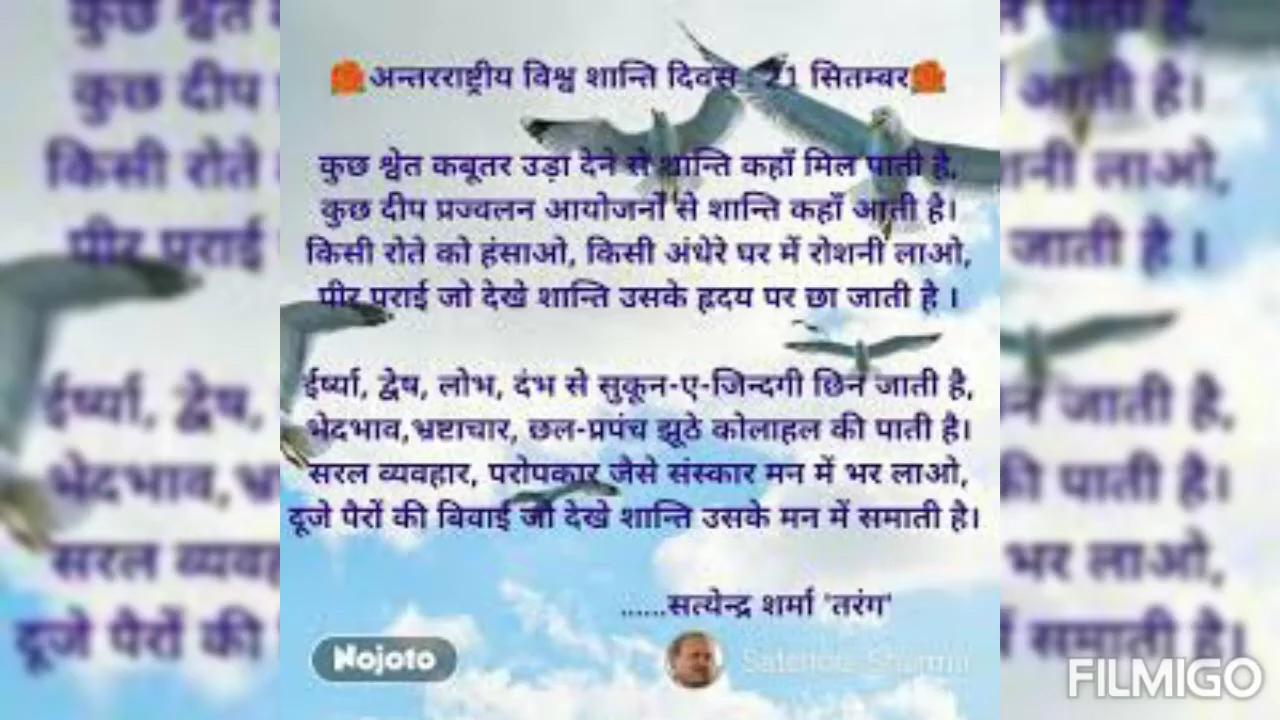 अन्तरराष्ट्रीय विश्व शान्ति दिवस : 21 सितम्बर
कुछ श्वेत कबूतर उड़ा देने से शान्ति कहाँ मिल पाती है,
कुछ दीप प्रज्वलन आयोजनों से शान्ति कहाँ आती है।
किसी रोते को हंसाओ, किसी अंधेरे घर में रोशनी लाओ,
पीर पराई जो देखे शान्ति उसके हृदय पर छा जाती है ।
ईर्ष्या, द्वेष, लोभ, दंभ से सुकून-ए-जिन्दगी छिन जाती है,
भेदभाव,भ्रष्टाचार, छल-प्रपंच झूठे कोलाहल की पाती है।
सरल व्यवहार, परोपकार जैसे संस्कार मन में भर लाओ,
दूजे पैरों की बिवाई जो देखे शान्ति उसके मन में समाती है।
......सत्येन्द्र शर्मा 'तरंग'
Nojoto
Satendra Sharma
FILMIGO